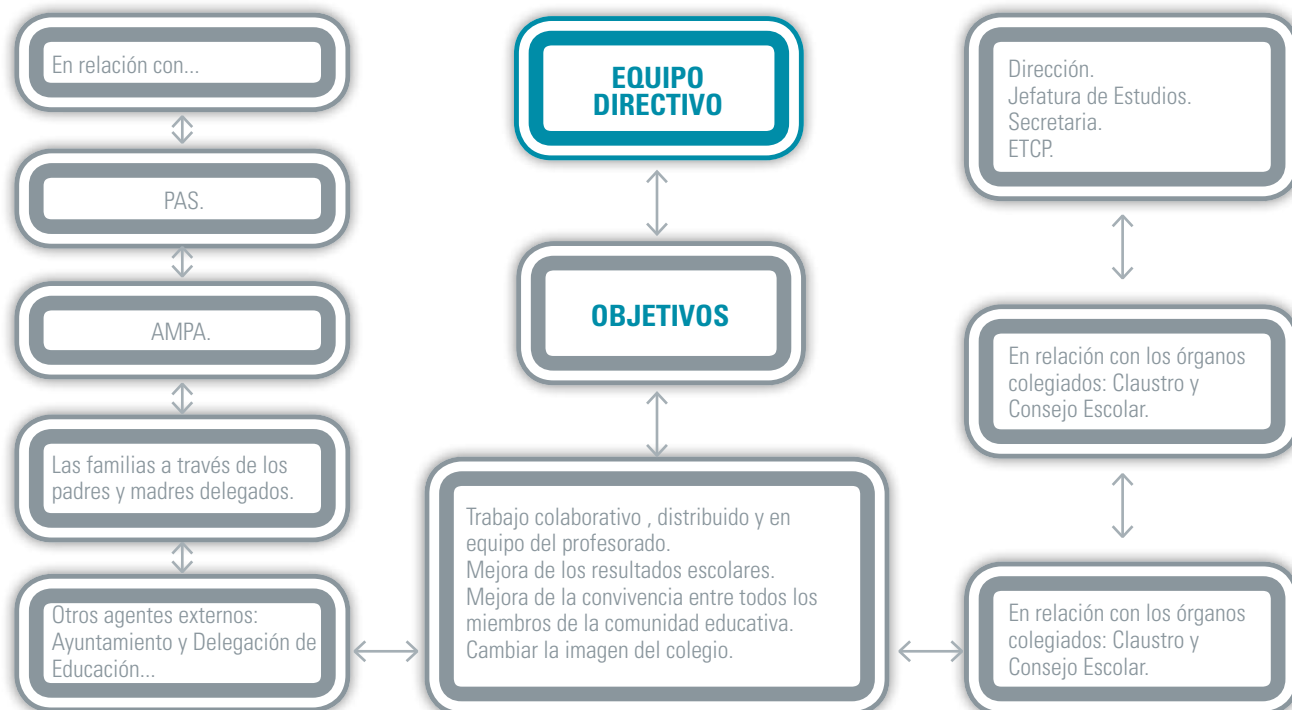 En relación con...
PAS.
AMPA.
Las familias a través de los
padres y madres delegados.
Otros agentes externos:
Ayuntamiento y Delegación de
Educación...
EQUIPO
DIRECTIVO
OBJETIVOS
Trabajo colaborativo , distribuido y en
equipo del profesorado.
Mejora de los resultados escolares.
Mejora de la convivencia entre todos los
miembros de la comunidad educativa.
Cambiar la imagen del colegio.
Dirección.
Jefatura de Estudios.
Secretaria.
ETCP.
En relación con los órganos
colegiados: Claustro y
Consejo Escolar.
En relación con los órganos
colegiados: Claustro y
Consejo Escolar.